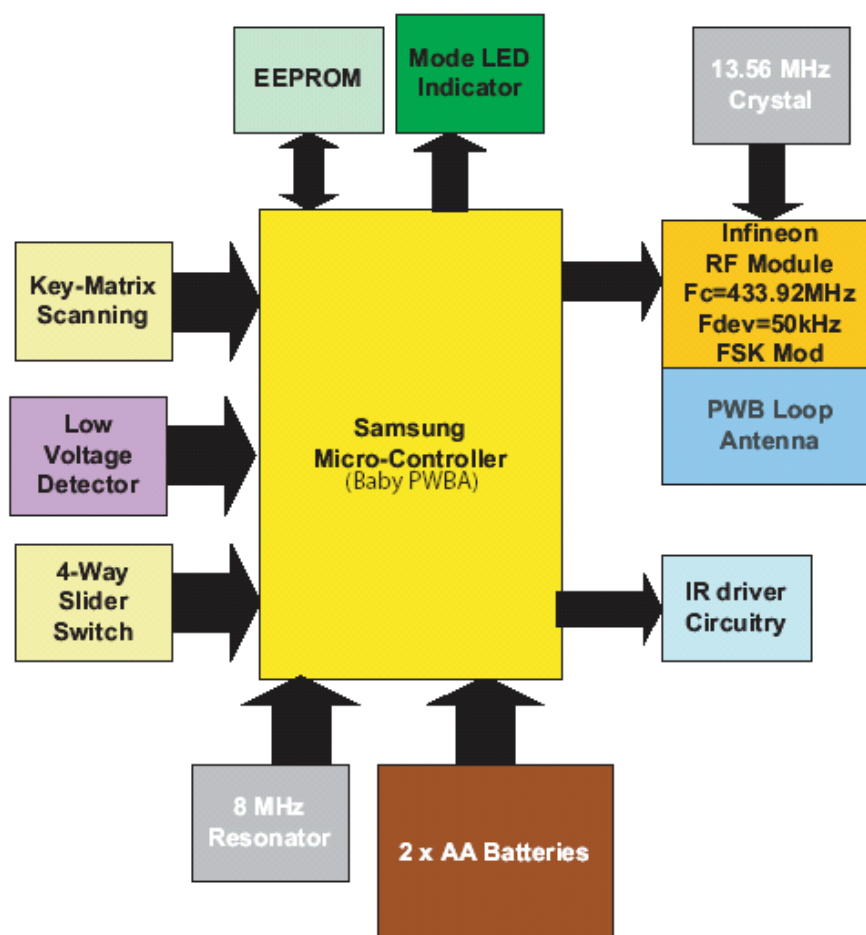 EEPROM
Mode LED
Indicator
13.56 MHz
Crystal
Key-Matrix
Scanning
Infineon
RF Module
Fc=433.92MHz
Fdev=50kHz
FSK Mod
PWB Loop
Antenna
Low
Voltage
Detector
Samsung
Micro-Controller
(Baby PWBA)
4-Way
Slider
Switch
IR driver
Circuitry
8 MHz
Resonator
2 x AA Batteries